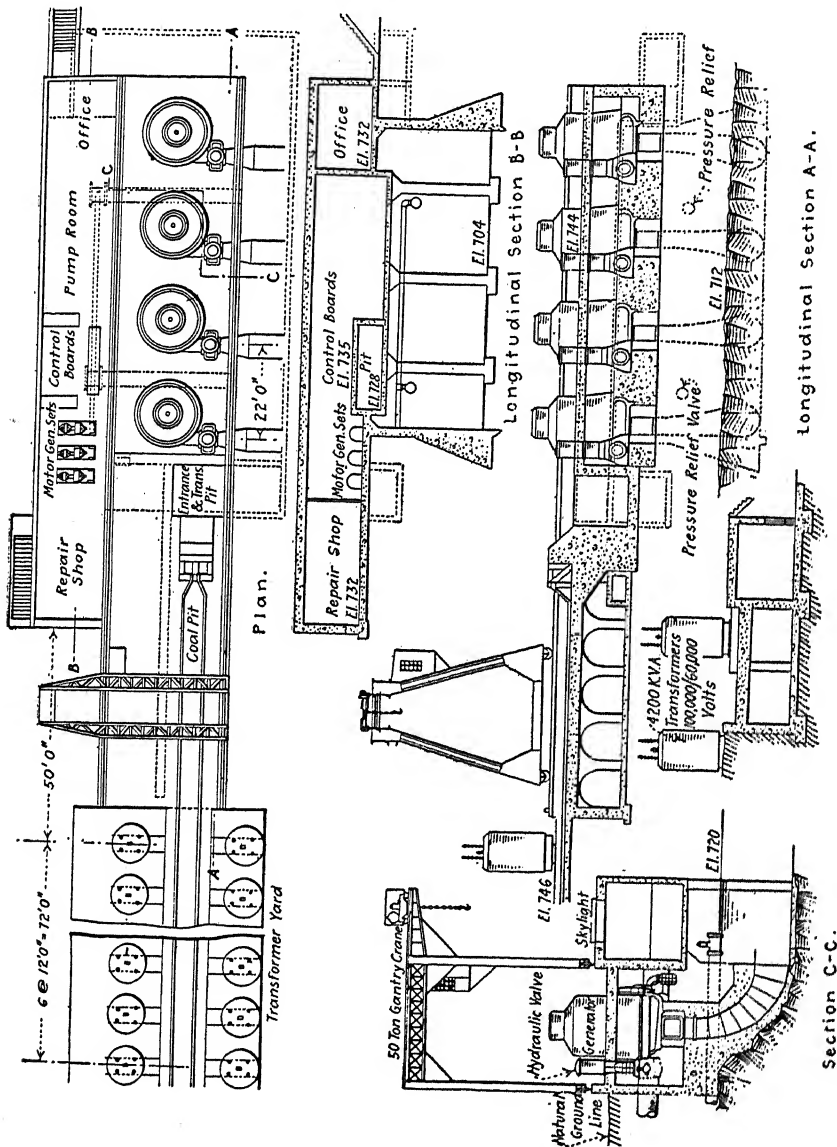 6 @ 12'0"=72'0"
50'0"
Transformer Yard
A
B
Repair
Shop
Coal Pit
Entrance
& Trans.
Pit
Motor Gen. Sets
Control
Boards
Pump Room
Office
22'0"
C
C
B
A
Plan.
Repair Shop
El. 732
Motor Gen. Sets
Control Boards
El. 735
Pit
El. 728
Office
El. 732
El. 704
Longitudinal Section B-B
El. 746
El. 744
Pressure Relief Valve
El. 712
Pressure Relief
Longitudinal Section A-A.
4200 KVA
Transformers
100,000/60,000
Volts
50 Ton Gantry Crane
Hydraulic Valve
Natural
Ground
Line
Generator
Skylight
El. 720
Section C-C.